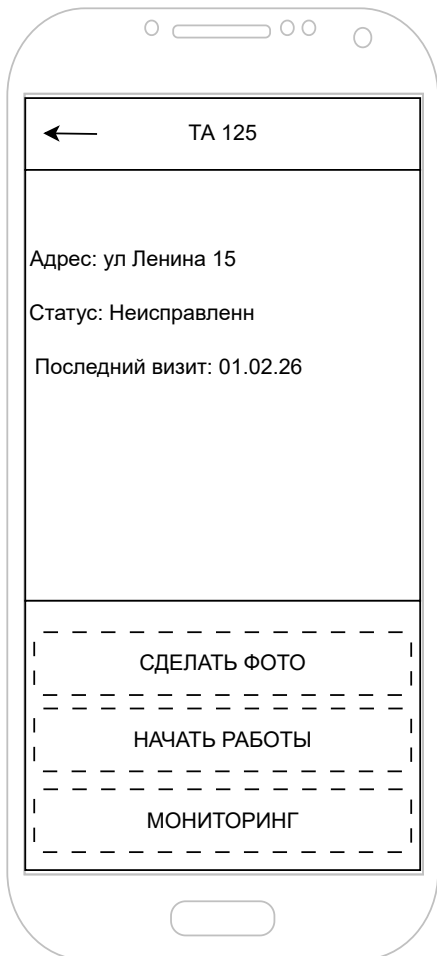 ТА 125
Адрес: ул Ленина 15
Статус: Неисправленн
Последний визит: 01.02.26
СДЕЛАТЬ ФОТО
НАЧАТЬ РАБОТЫ
МОНИТОРИНГ